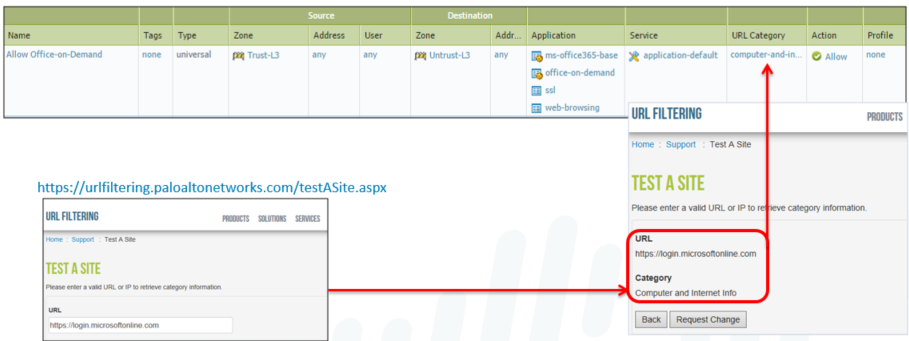 Source Destination
Name Tags Type Zone Address User Zone Addr... Application Service URL Category Action Profile
Allow Office-on-Demand none universal Trust-L3 any any Untrust-L3 any ms-office365-base application-default computer-and-in... Allow none
office-on-demand
ssl
web-browsing
URL FILTERING PRODUCTS
Home : Support : Test A Site
TEST A SITE
Please enter a valid URL or IP to retrieve category information.
URL
https://login.microsoftonline.com
Category
Computer and Internet Info
Back Request Change
https://urlfiltering.paloaltonetworks.com/testASite.aspx
URL FILTERING PRODUCTS SOLUTIONS SERVICES
Home : Support : Test A Site
TEST A SITE
Please enter a valid URL or IP to retrieve category information.
URL
https://login.microsoftonline.com